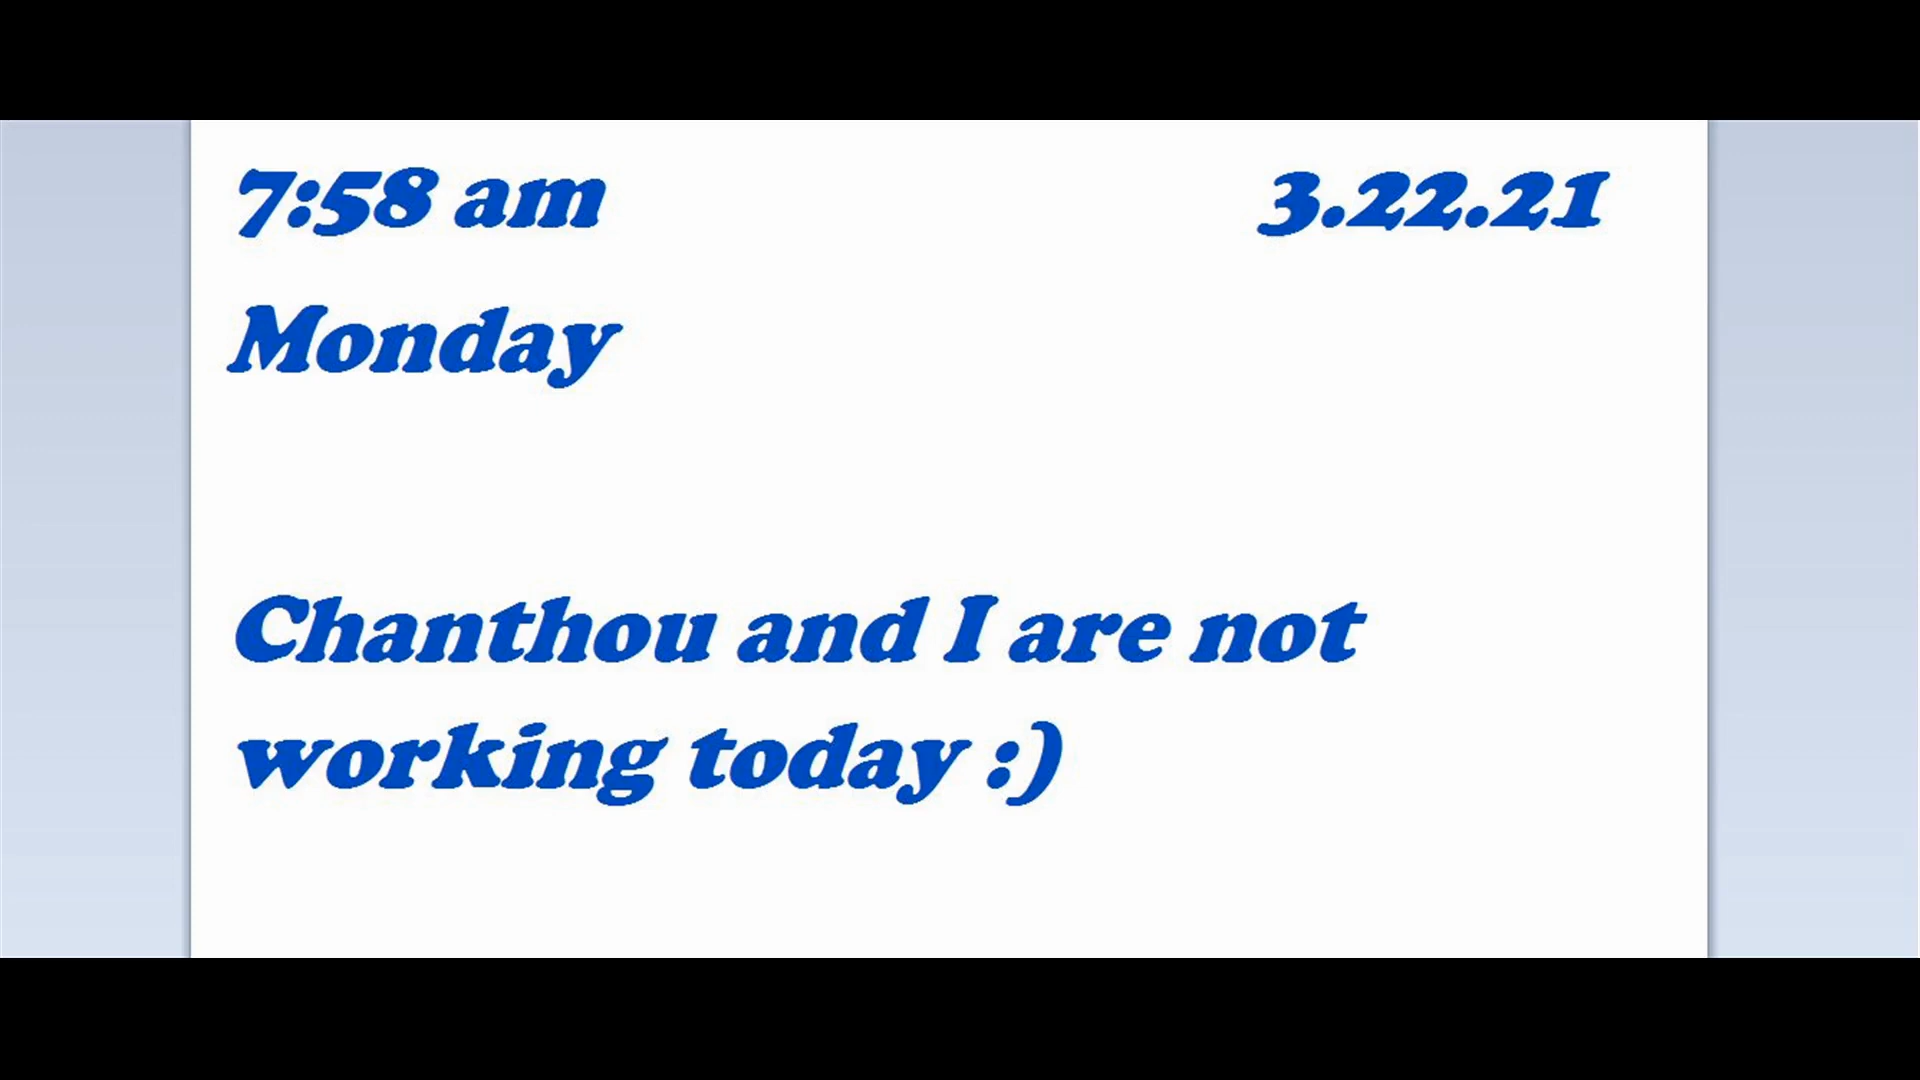 7:58 am 3.22.21
Monday
Chanthou and I are not
working today :)